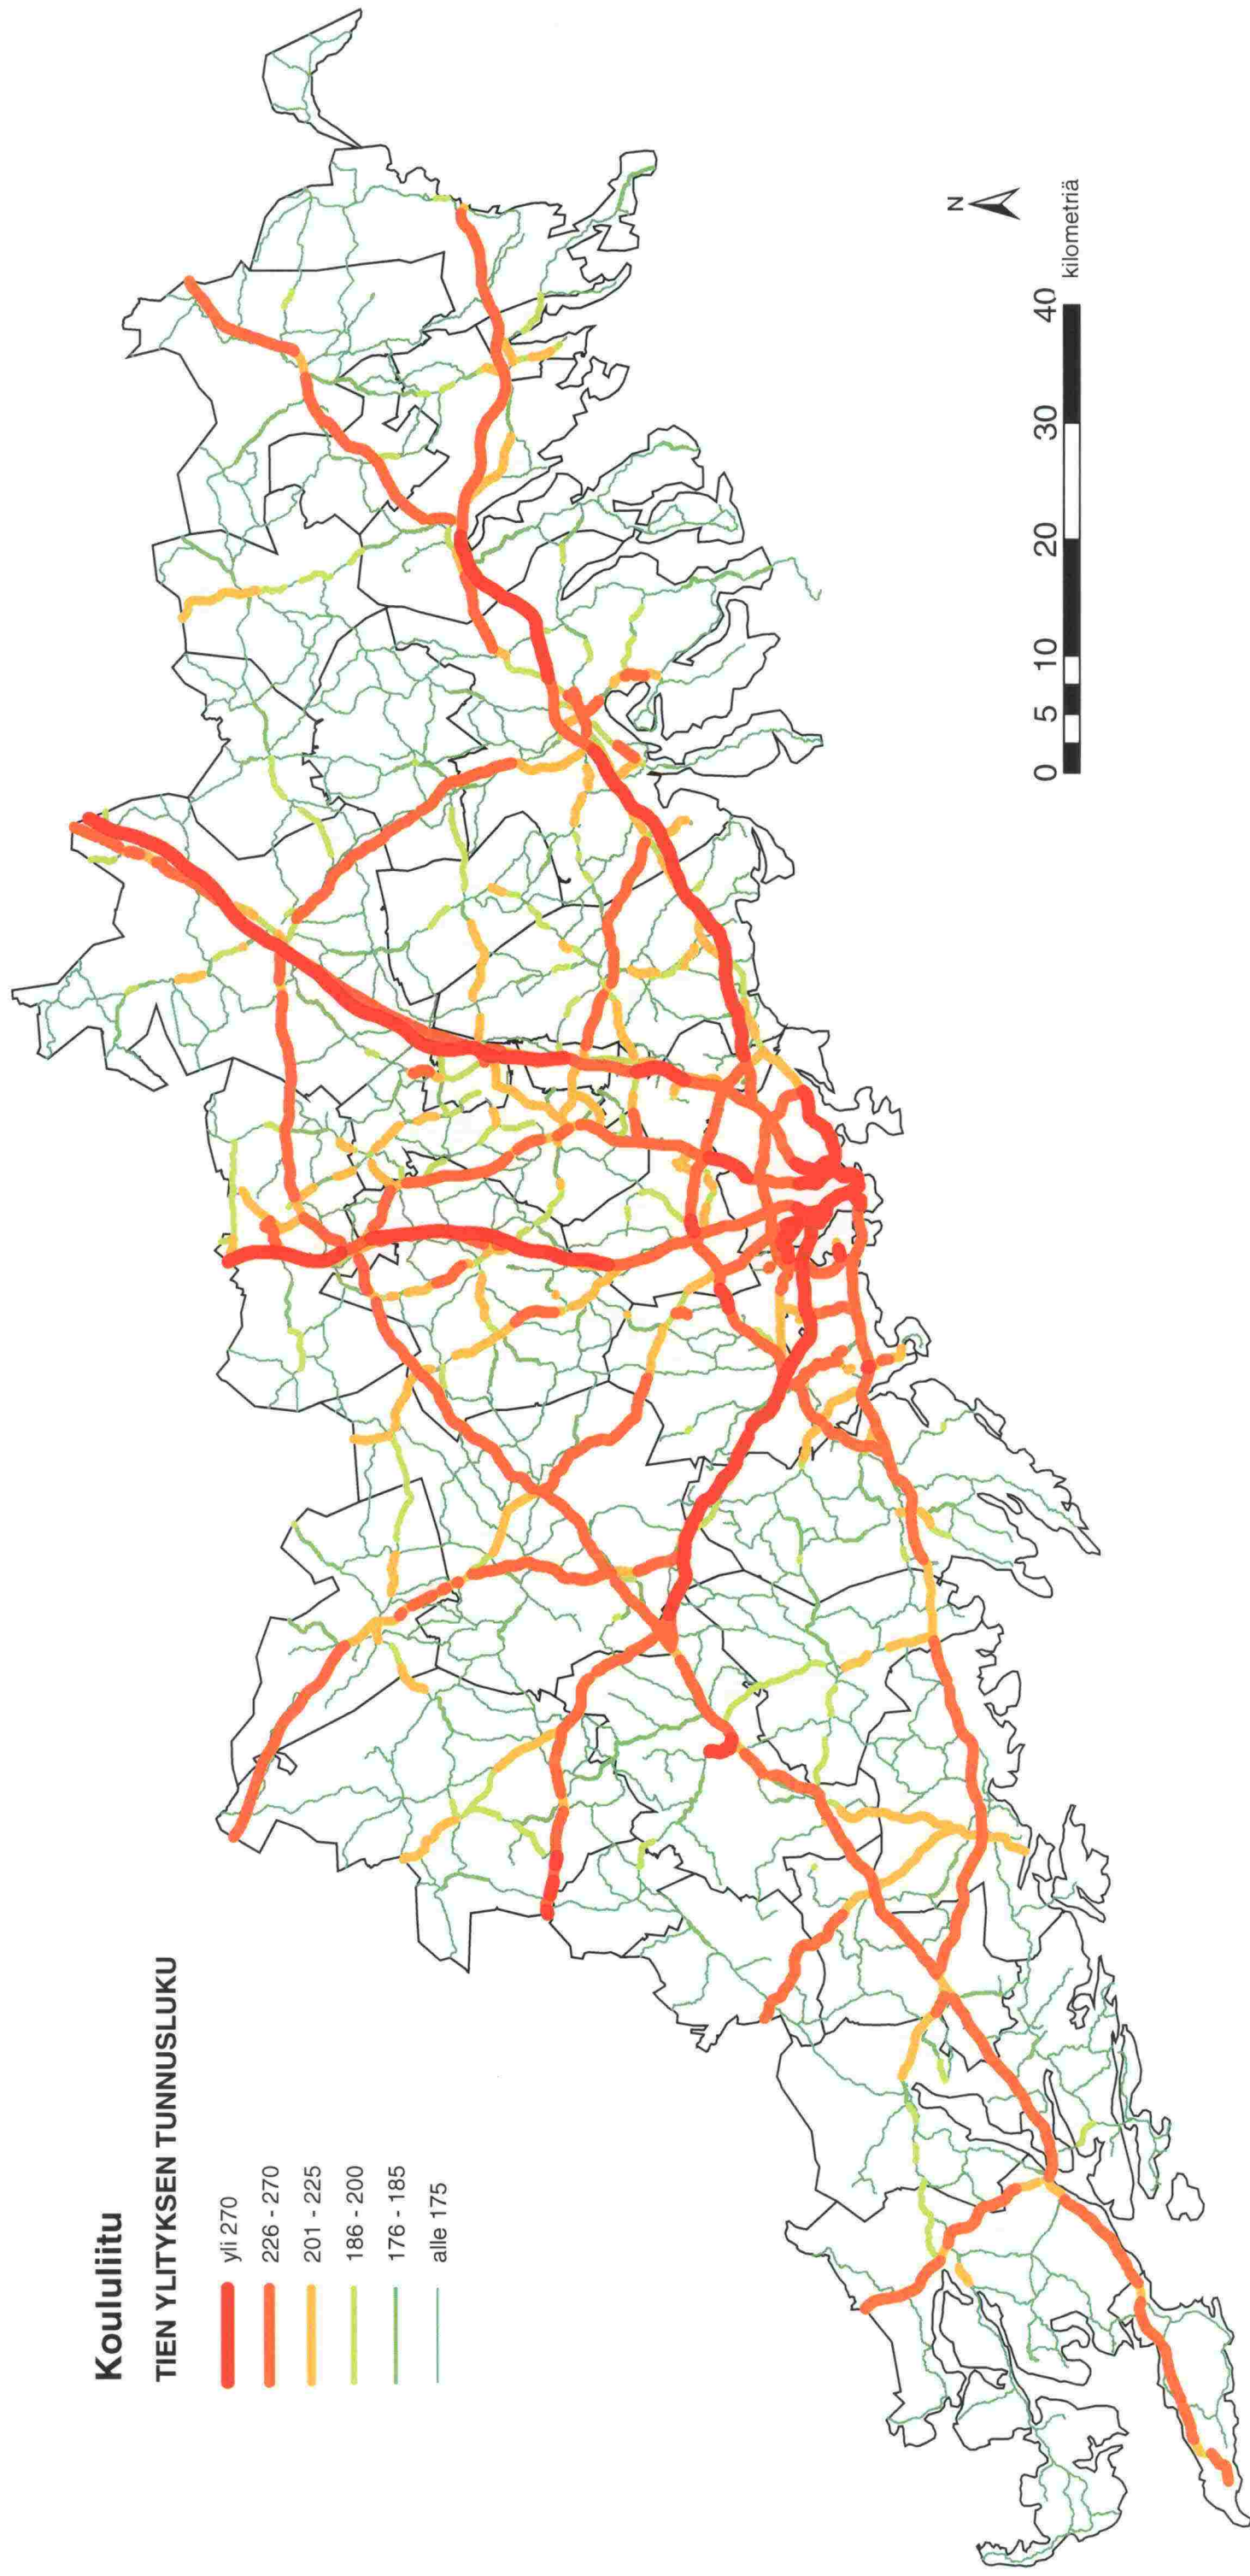 Koululiitu
TIEN YLITYKSEN TUNNUSLUKU
yli 270
226 - 270
201 - 225
186 - 200
176 - 185
alle 175
N
0 5 10 20 30 40
kilometriä